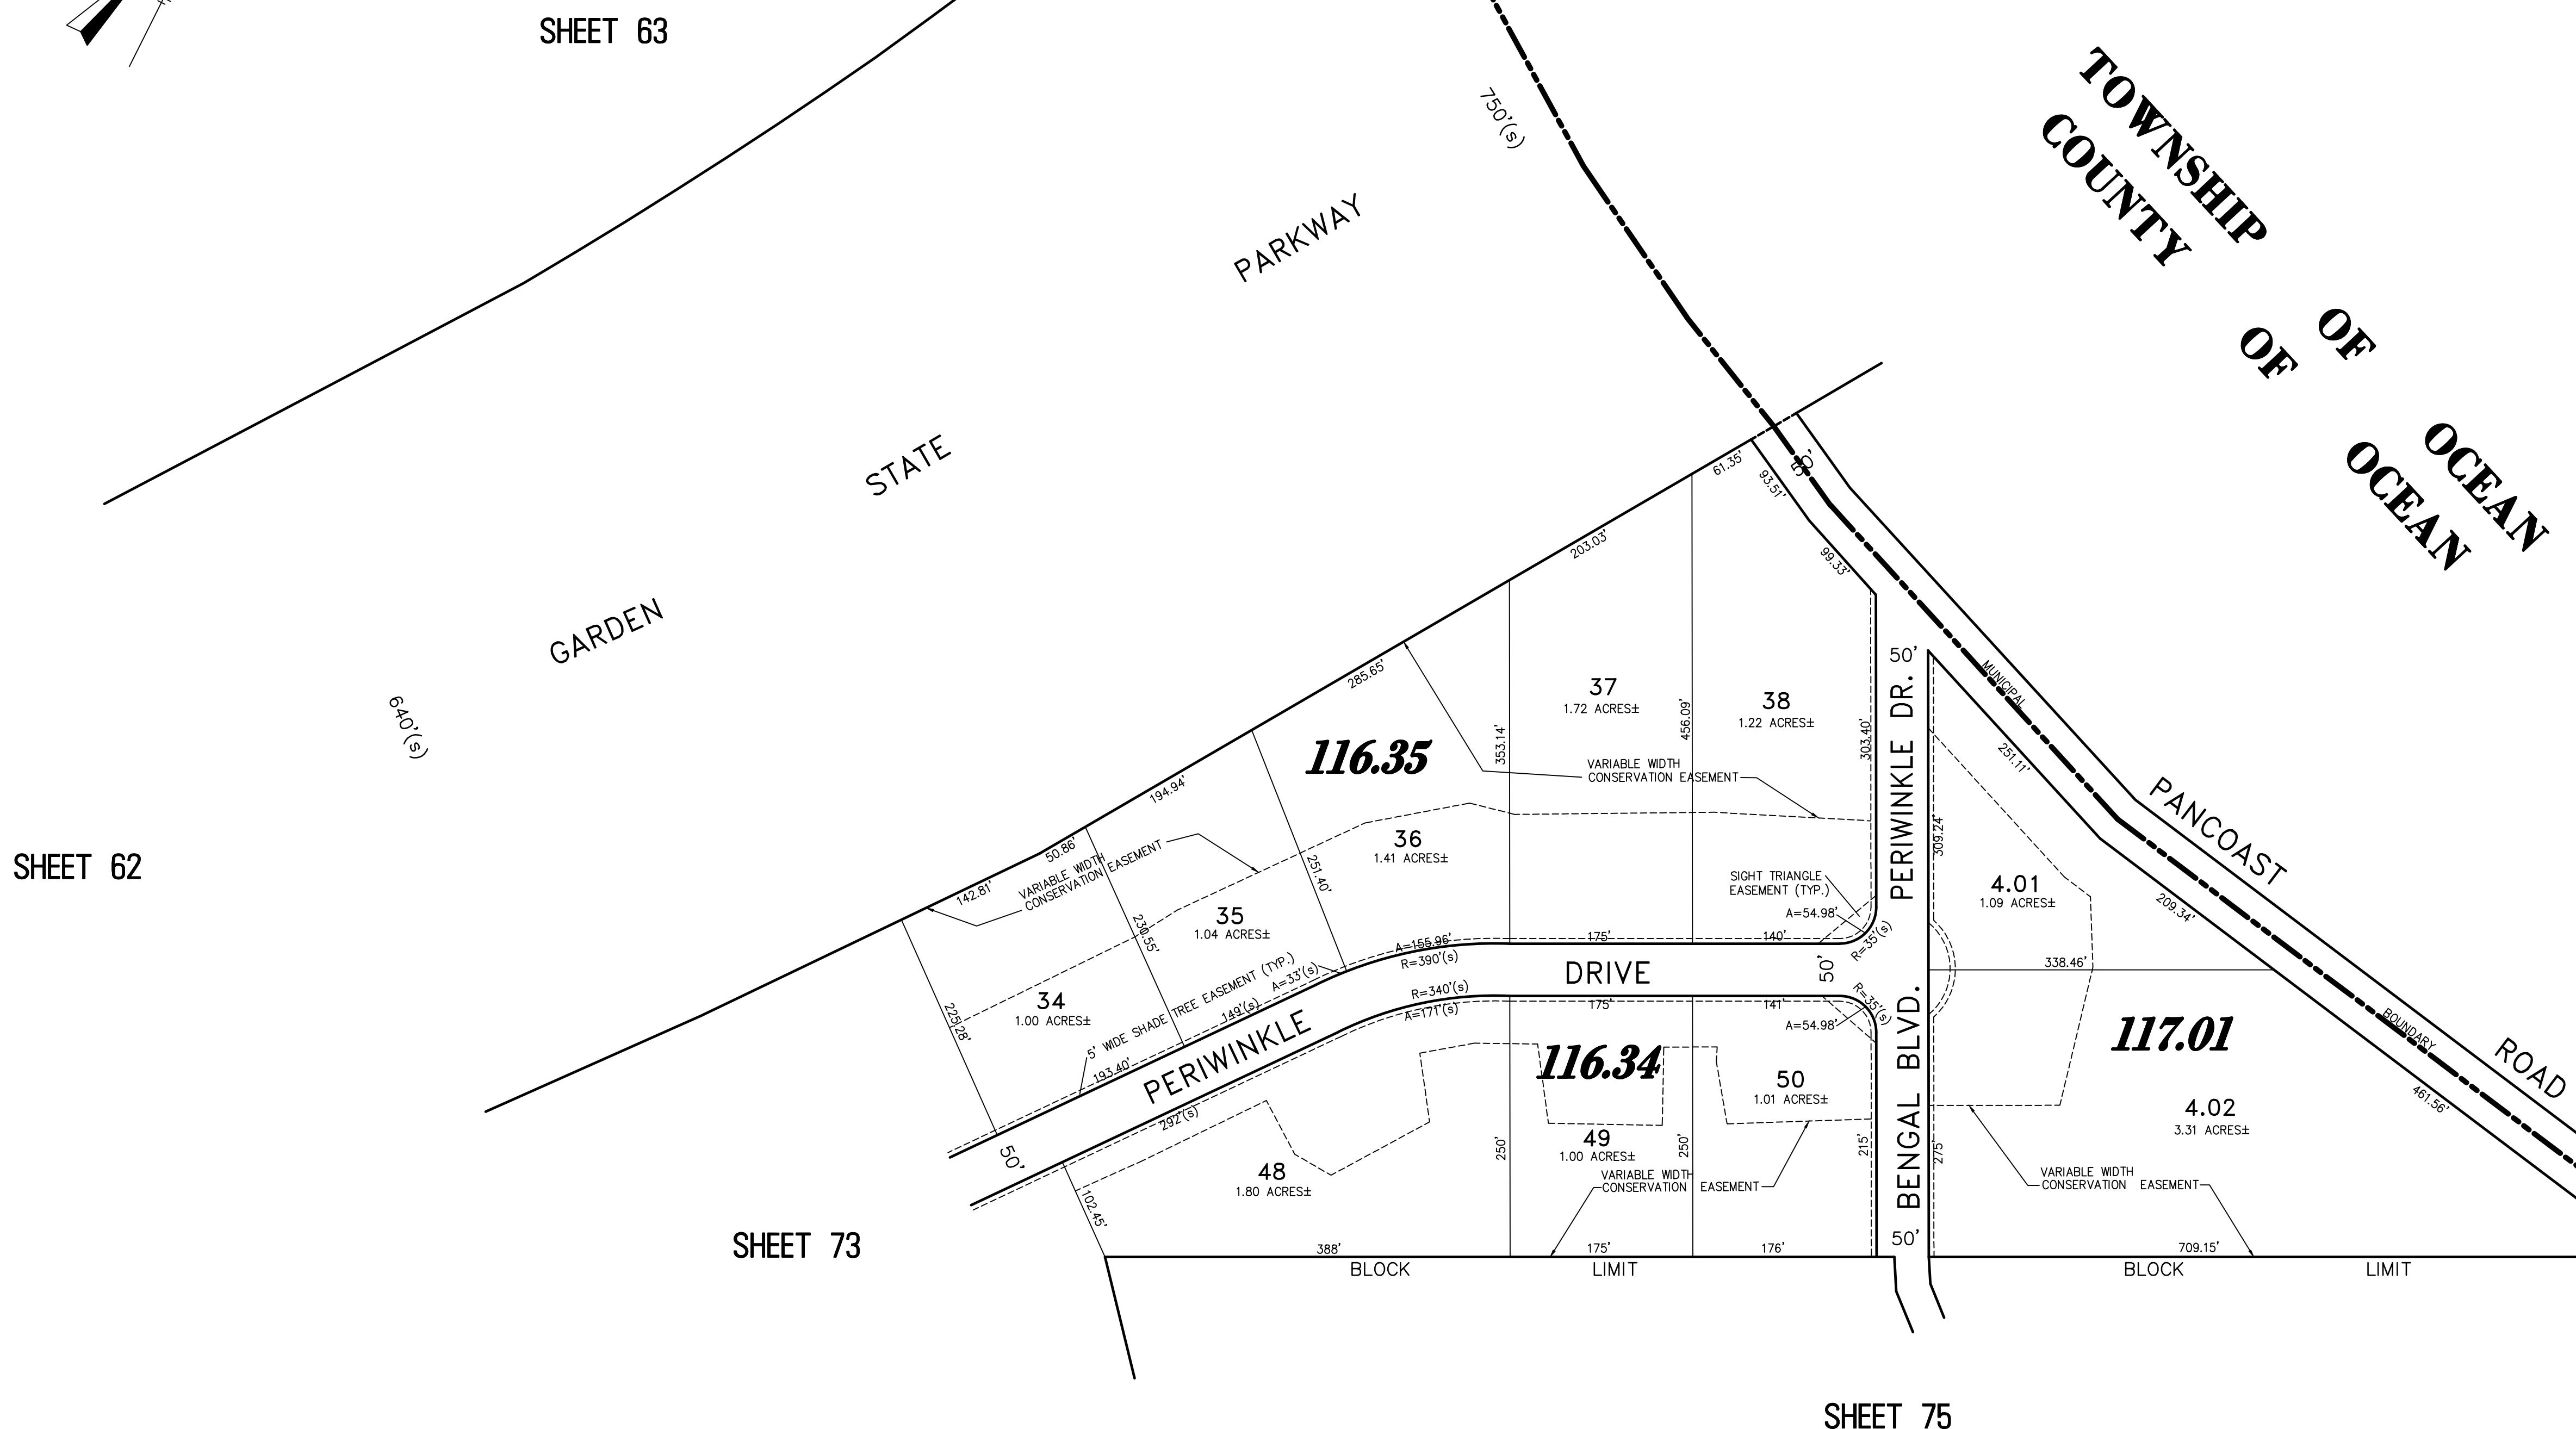 SHEET 63
750'(s)
TOWNSHIP OF OCEAN
COUNTY OF OCEAN
PARKWAY
STATE
GARDEN
640'(s)
SHEET 62
50'
61.35'
93.51'
99.33'
203.03'
285.65'
194.94'
50.86'
142.81'
37
1.72 ACRES±
38
1.22 ACRES±
353.14'
456.09'
303.40'
116.35
VARIABLE WIDTH
CONSERVATION EASEMENT
36
1.41 ACRES±
251.40'
VARIABLE WIDTH
CONSERVATION EASEMENT
35
1.04 ACRES±
230.55'
34
1.00 ACRES±
225.28'
SIGHT TRIANGLE
EASEMENT (TYP.)
A=54.98'
R=35'(s)
175'
140'
A=155.96'
R=390'(s)
A=33'(s)
149'(s)
5' WIDE SHADE TREE EASEMENT (TYP.)
193.40'
PERIWINKLE
DRIVE
50'
50'
R=340'(s)
A=171'(s)
175'
141'
R=35'(s)
A=54.98'
292'(s)
116.34
50
1.01 ACRES±
49
1.00 ACRES±
48
1.80 ACRES±
250'
250'
215'
VARIABLE WIDTH
CONSERVATION EASEMENT
102.45'
388'
175'
176'
BLOCK LIMIT
50'
PERIWINKLE DR.
BENGAL BLVD.
50'
MUNICIPAL
BOUNDARY
PANCOAST
ROAD
251.11'
309.24'
4.01
1.09 ACRES±
209.34'
338.46'
117.01
4.02
3.31 ACRES±
461.56'
275'
VARIABLE WIDTH
CONSERVATION EASEMENT
709.15'
BLOCK LIMIT
SHEET 73
SHEET 75